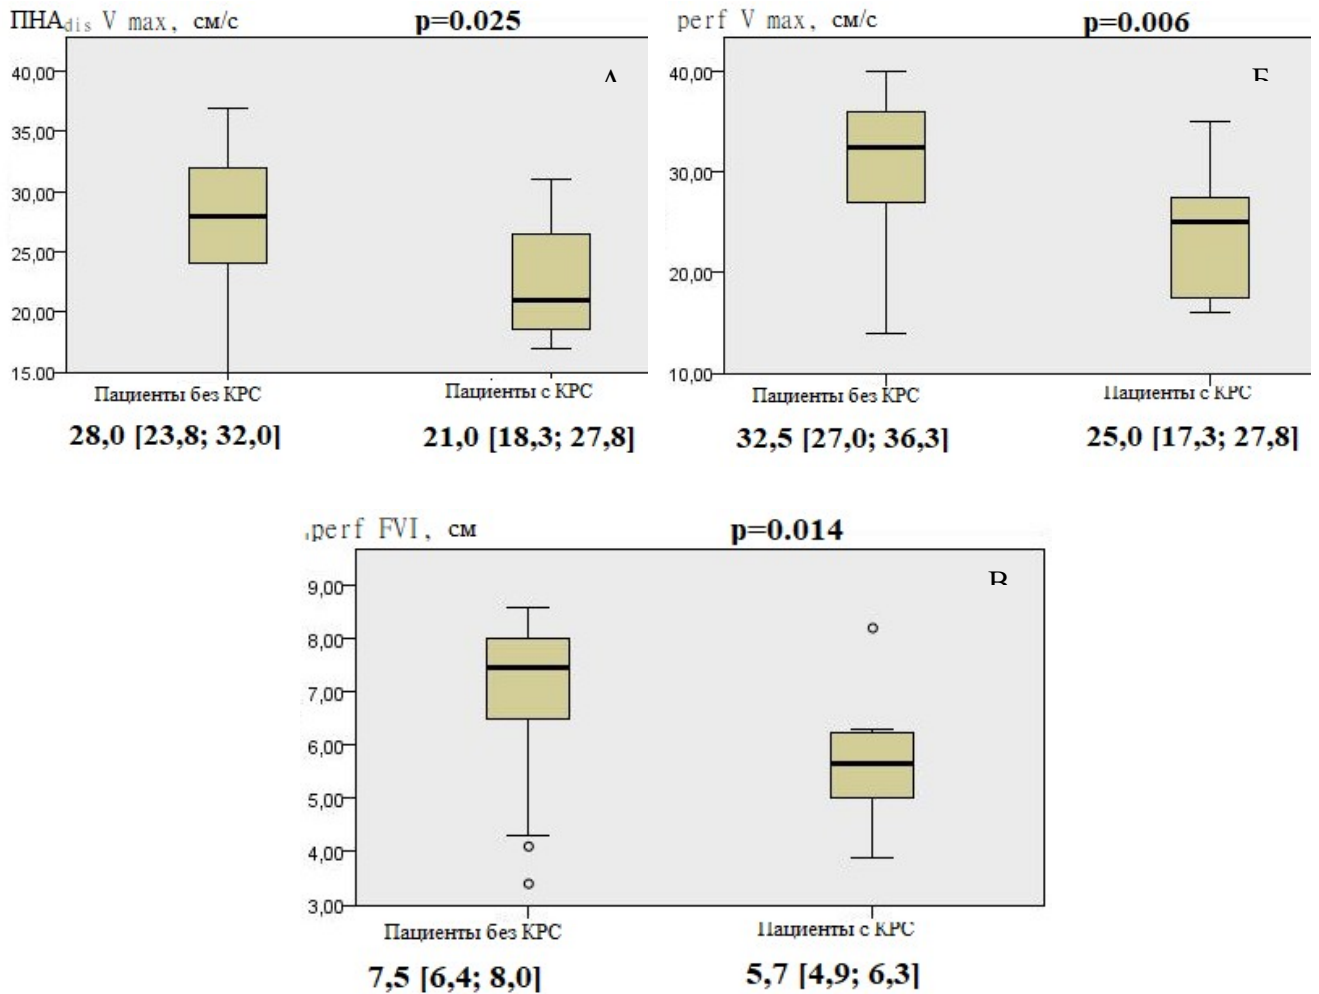 ПНАdis V max, см/с p=0.025
А
40,00
35,00
30,00
25,00
20,00
15.00
Пациенты без КРС Пациенты с КРС
28,0 [23,8; 32,0] 21,0 [18,3; 27,8]
perf V max, см/с p=0.006
Б
40,00
30,00
20,00
10,00
Пациенты без КРС Пациенты с КРС
32,5 [27,0; 36,3] 25,0 [17,3; 27,8]
perf FVI, см p=0.014
В
9,00
8,00
7,00
6,00
5,00
4,00
3,00
Пациенты без КРС Пациенты с КРС
7,5 [6,4; 8,0] 5,7 [4,9; 6,3]